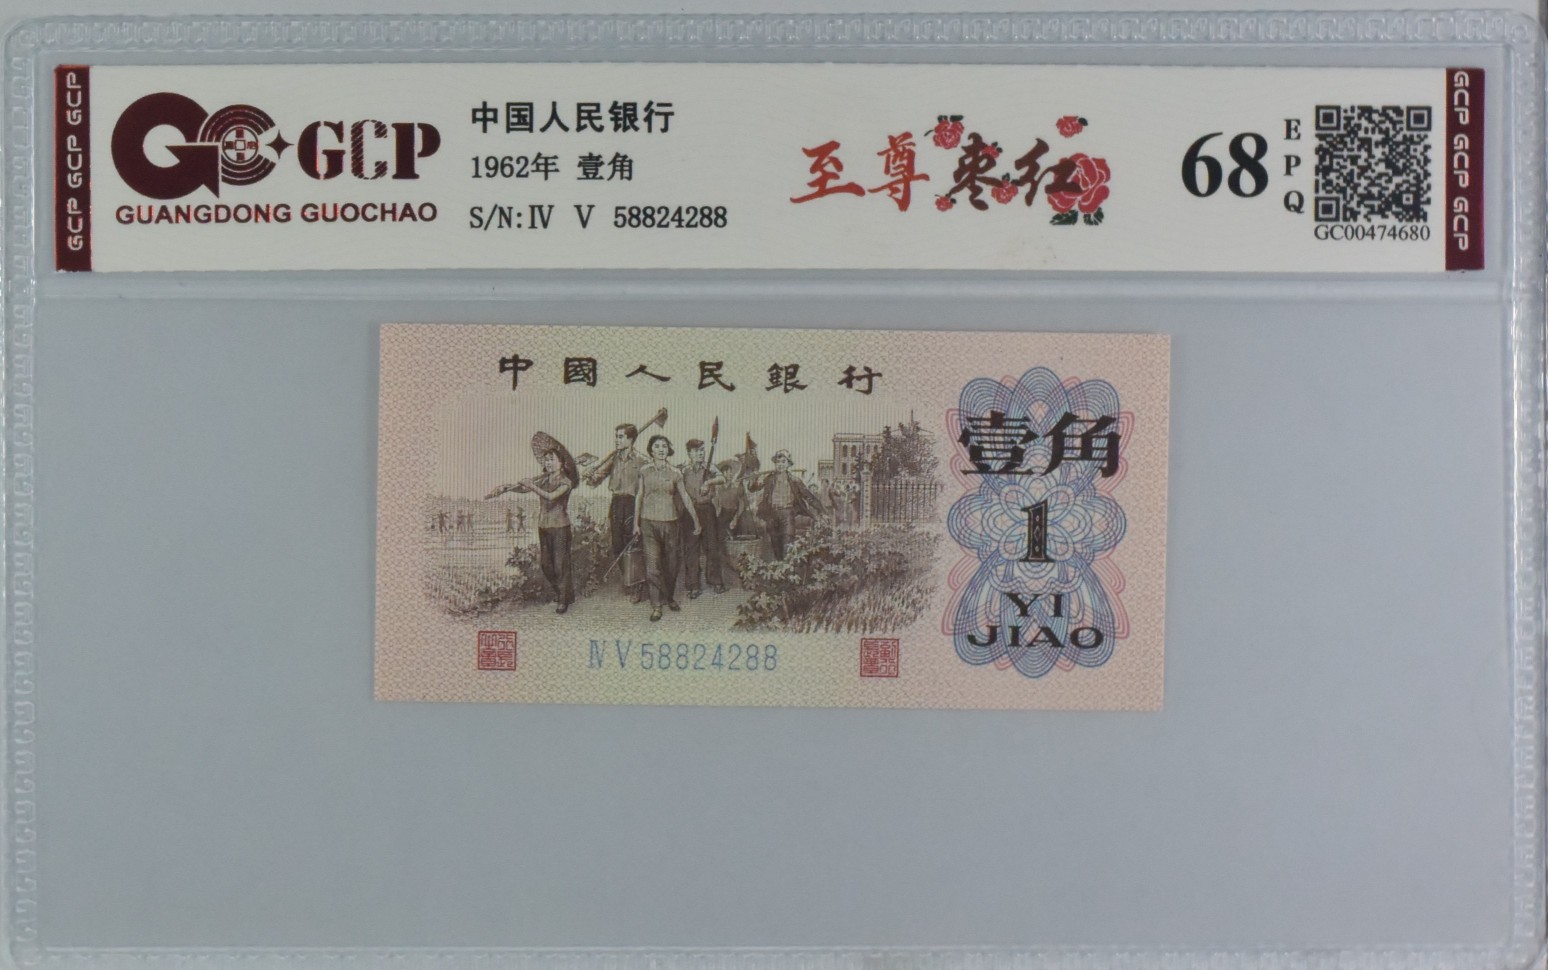 GCP GCP GCP
GCP
GUANGDONG GUOCHAO
中国人民银行
1962年 壹角
S/N:Ⅳ Ⅴ 58824288
至尊枣红
68
EPQ
GC00474680
GCP GCP GCP
中國人民銀行
壹角
1
YI
JIAO
ⅣⅤ58824288